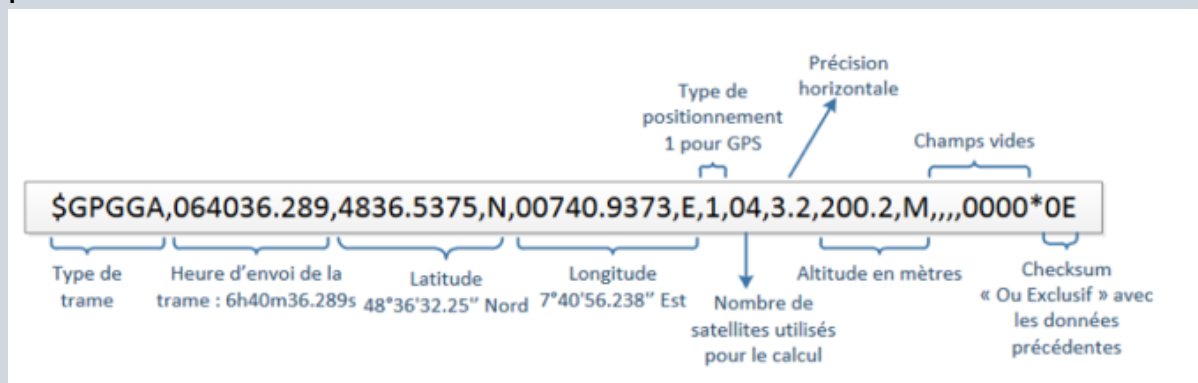 Précision
horizontale
Type de
positionnement
1 pour GPS
Champs vides
$GPGGA,064036.289,4836.5375,N,00740.9373,E,1,04,3.2,200.2,M,,,,0000*0E
Type de
trame
Heure d'envoi de la
trame : 6h40m36.289s
Latitude
48°36'32.25" Nord
Longitude
7°40'56.238" Est
Nombre de
satellites utilisés
pour le calcul
Altitude en mètres
Checksum
« Ou Exclusif » avec
les données
précédentes